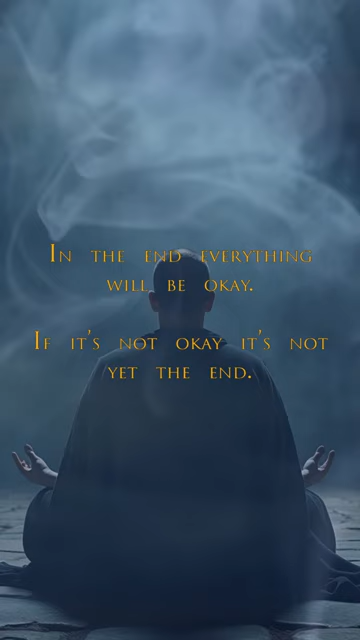 In the end everything
will be okay.
If it's not okay it's not
yet the end.